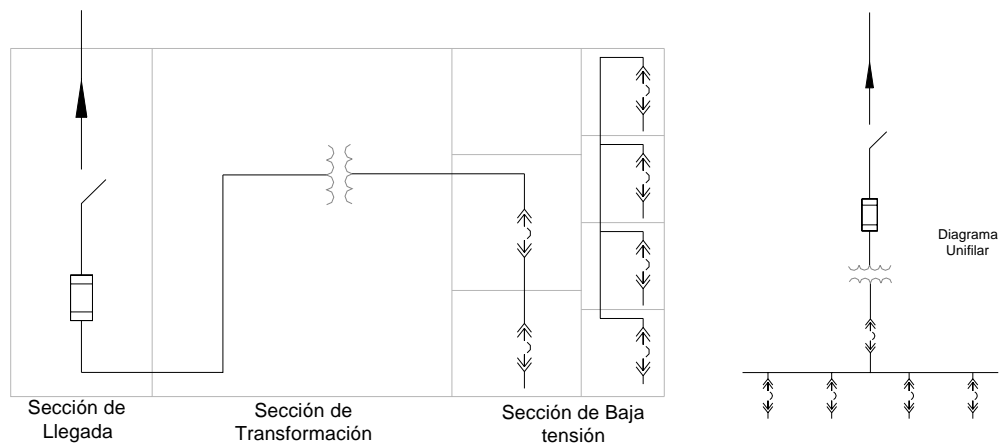 Diagrama
Unifilar
Sección de
Llegada
Sección de
Transformación
Sección de Baja
tensión